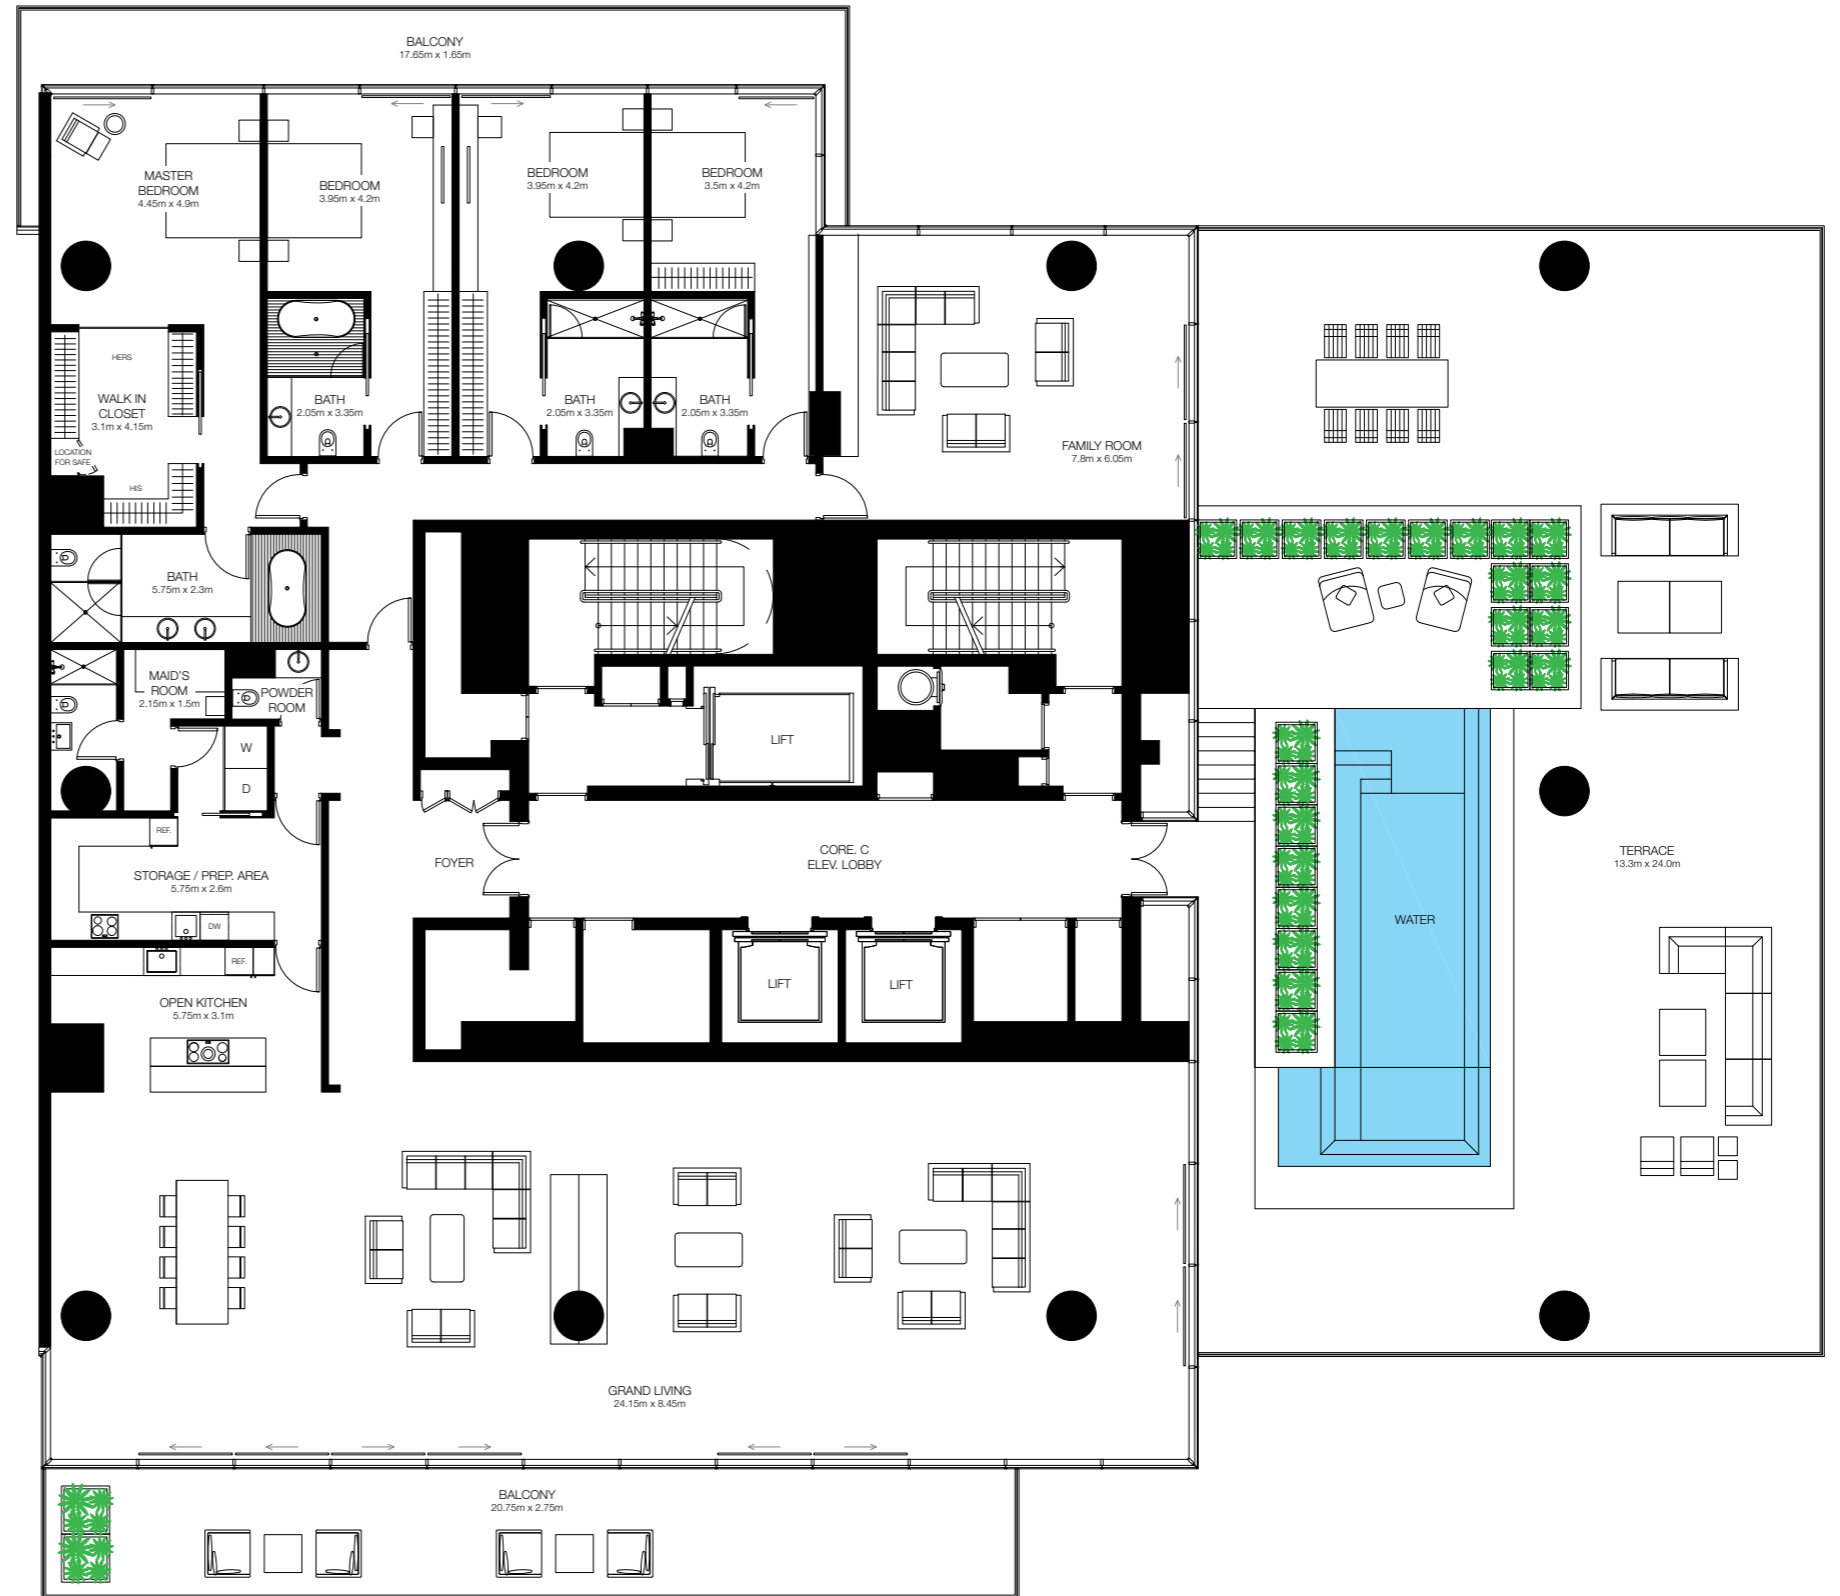 BALCONY
17.65m x 1.65m
MASTER
BEDROOM
4.45m x 4.9m
BEDROOM
3.95m x 4.2m
BEDROOM
3.95m x 4.2m
BEDROOM
3.5m x 4.2m
HERS
WALK IN
CLOSET
3.1m x 4.15m
LOCATION
FOR SAFE
HIS
BATH
2.05m x 3.35m
BATH
2.05m x 3.35m
BATH
2.05m x 3.35m
FAMILY ROOM
7.8m x 6.05m
BATH
5.75m x 2.3m
MAID'S
ROOM
2.15m x 1.5m
POWDER
ROOM
W
D
LIFT
REF.
STORAGE / PREP. AREA
5.75m x 2.6m
DW
FOYER
CORE. C
ELEV. LOBBY
TERRACE
13.3m x 24.0m
WATER
REF.
OPEN KITCHEN
5.75m x 3.1m
LIFT
LIFT
GRAND LIVING
24.15m x 8.45m
BALCONY
20.75m x 2.75m